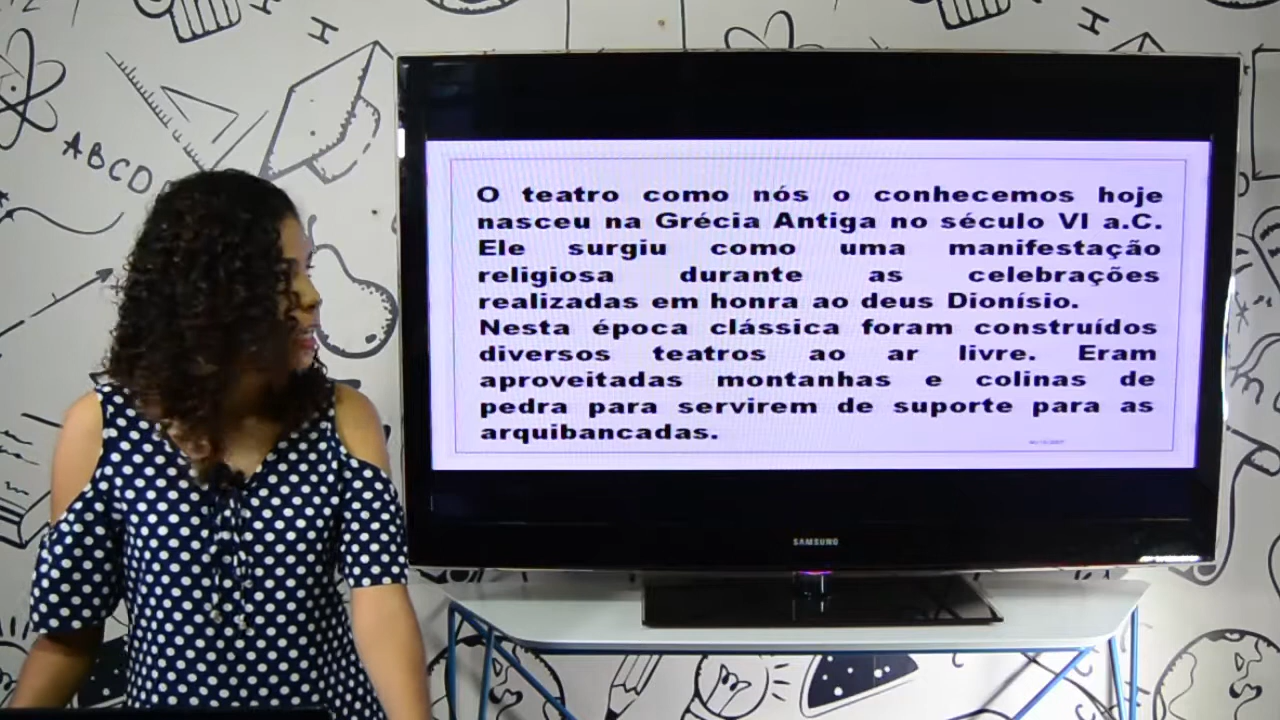 ABCD
O teatro como nós o conhecemos hoje
nasceu na Grécia Antiga no século VI a.C.
Ele surgiu como uma manifestação
religiosa durante as celebrações
realizadas em honra ao deus Dionísio.
Nesta época clássica foram construídos
diversos teatros ao ar livre. Eram
aproveitadas montanhas e colinas de
pedra para servirem de suporte para as
arquibancadas.
SAMSUNG